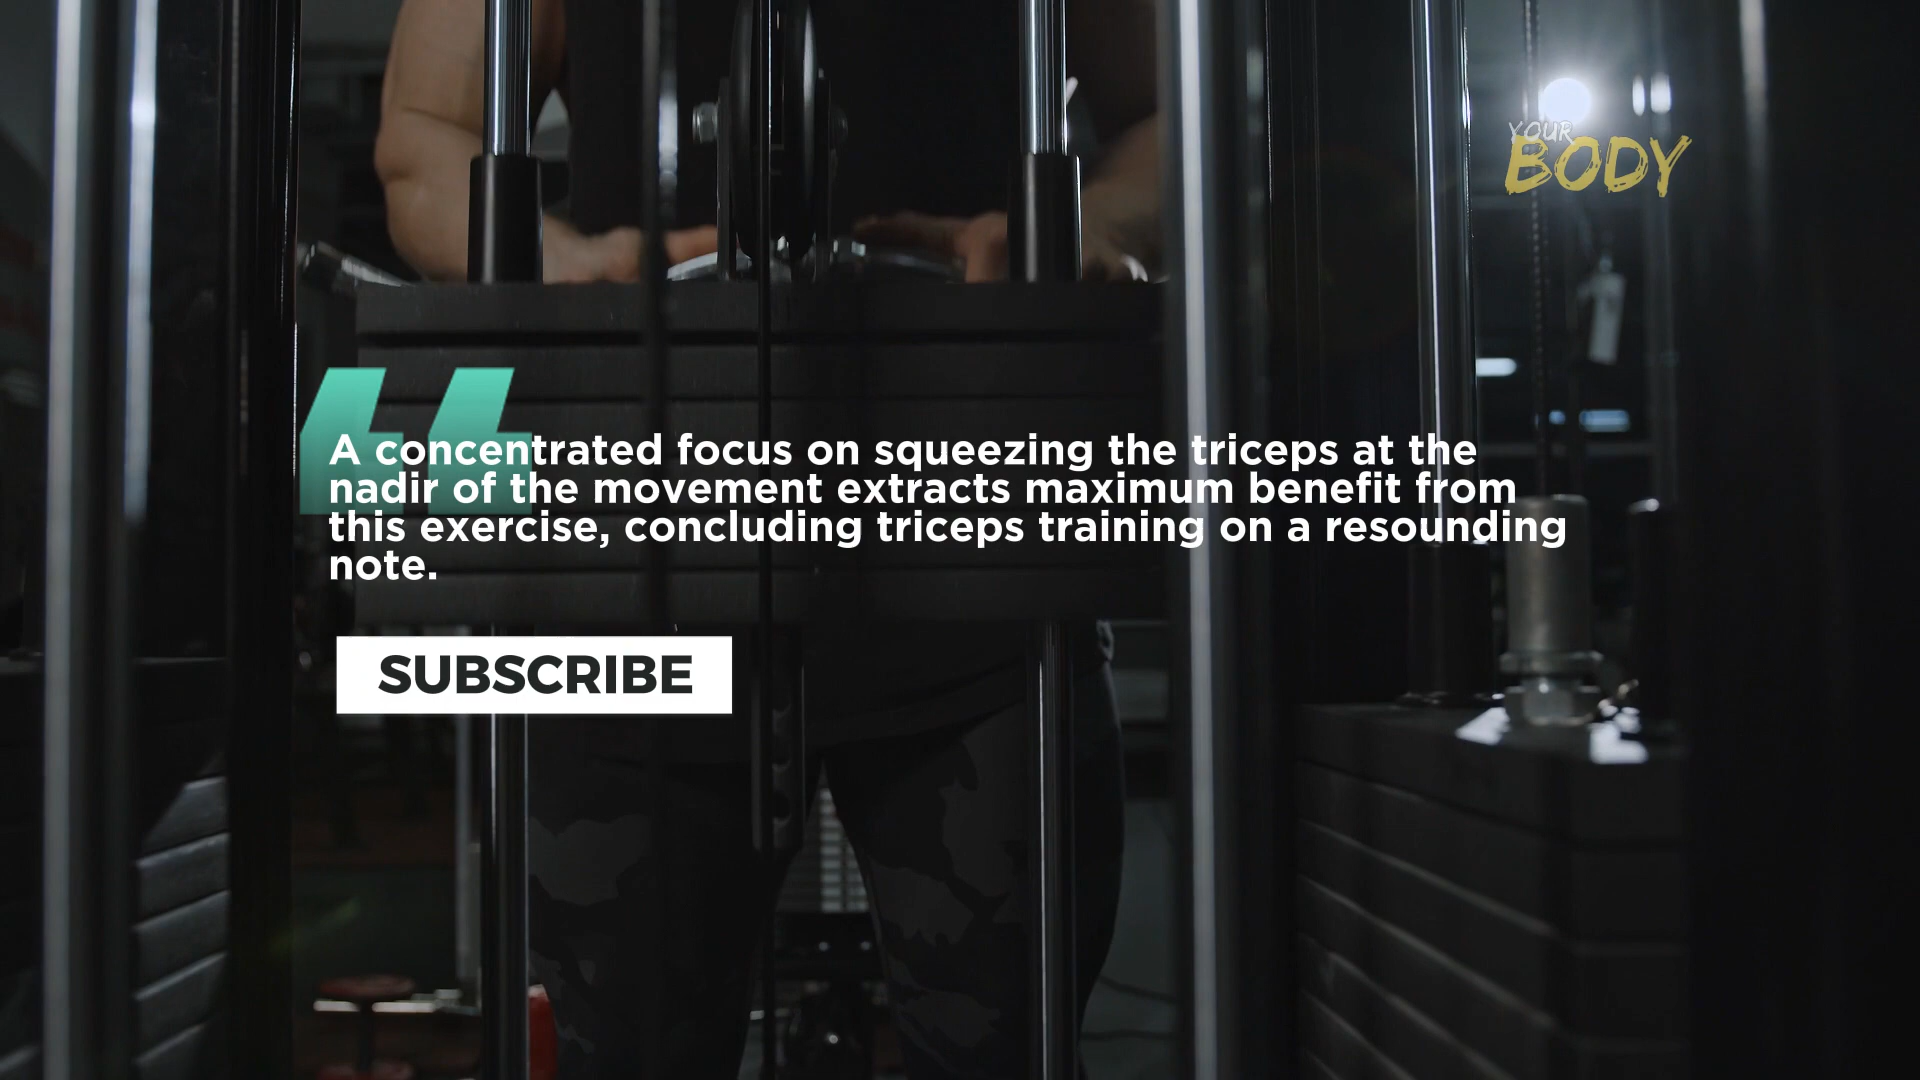 YOUR
BODY
A concentrated focus on squeezing the triceps at the
nadir of the movement extracts maximum benefit from
this exercise, concluding triceps training on a resounding
note.
SUBSCRIBE